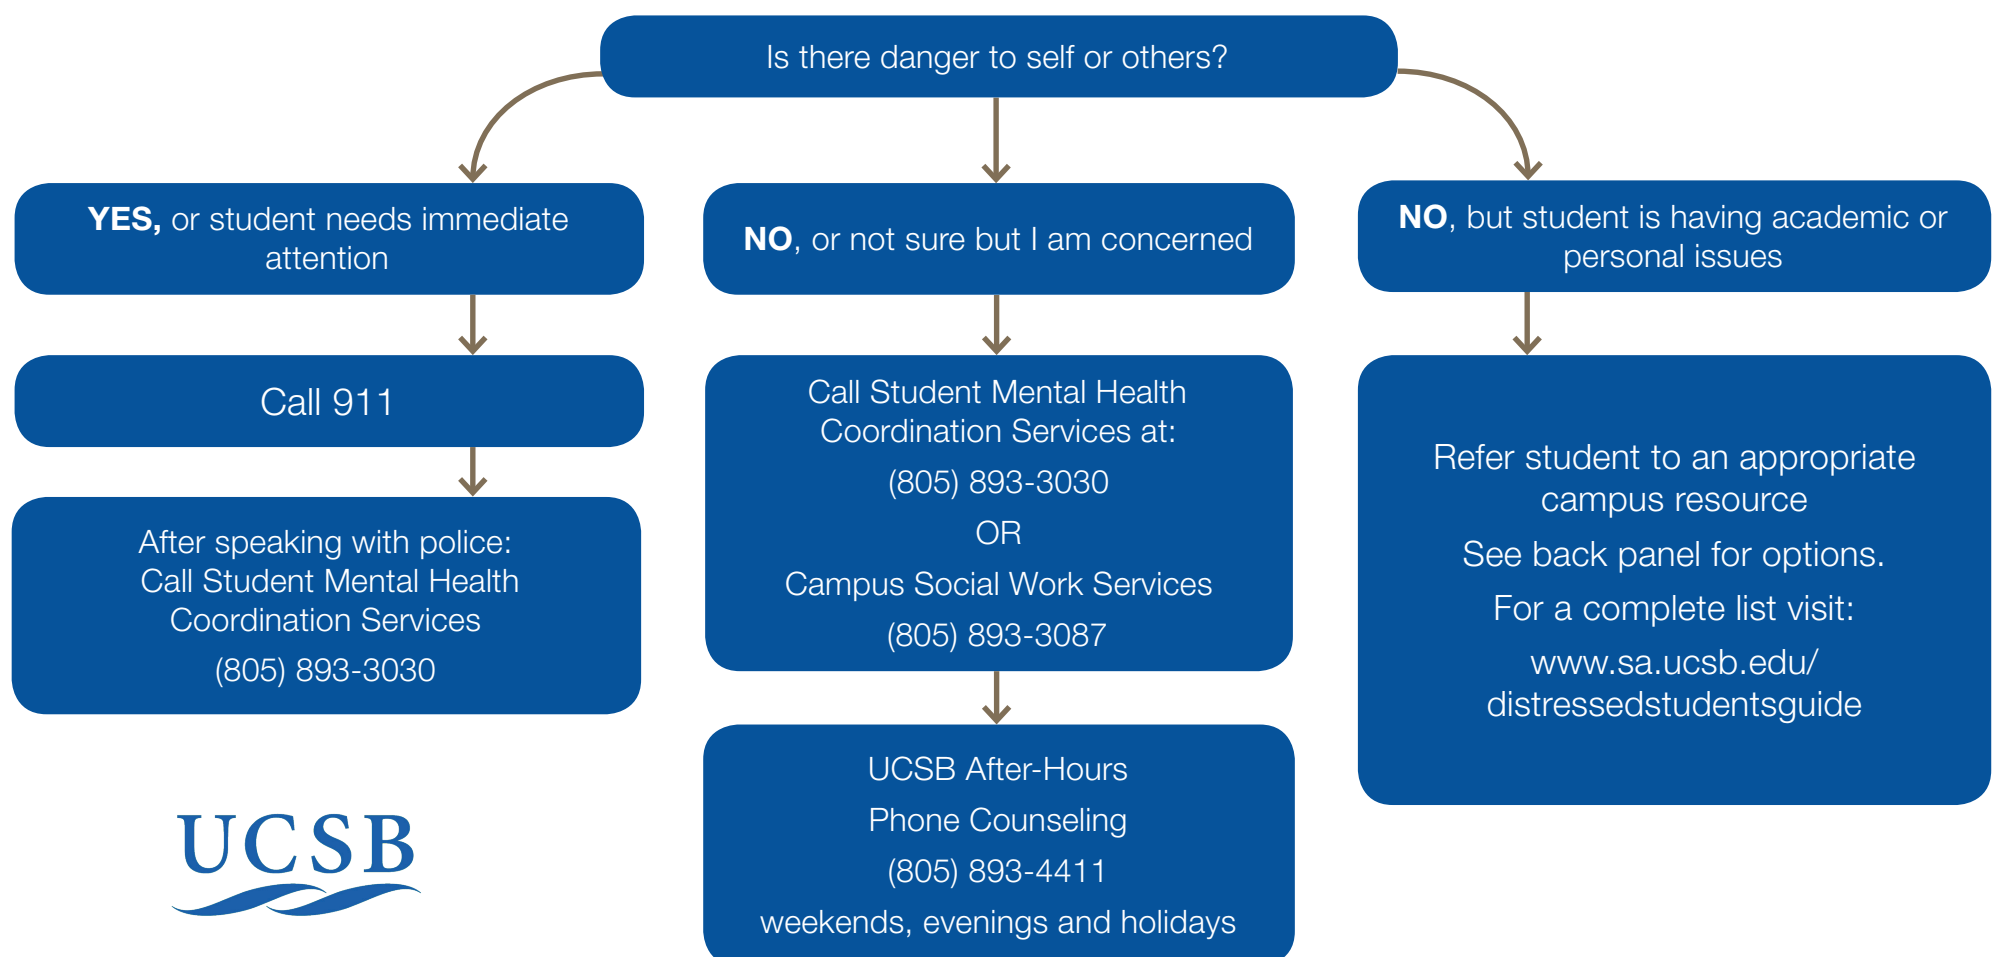 Is there danger to self or others?
YES, or student needs immediate
attention
Call 911
After speaking with police:
Call Student Mental Health
Coordination Services
(805) 893-3030
NO, or not sure but I am concerned
Call Student Mental Health
Coordination Services at:
(805) 893-3030
OR
Campus Social Work Services
(805) 893-3087
UCSB After-Hours
Phone Counseling
(805) 893-4411
weekends, evenings and holidays
NO, but student is having academic or
personal issues
Refer student to an appropriate
campus resource
See back panel for options.
For a complete list visit:
www.sa.ucsb.edu/
distressedstudentsguide
UCSB